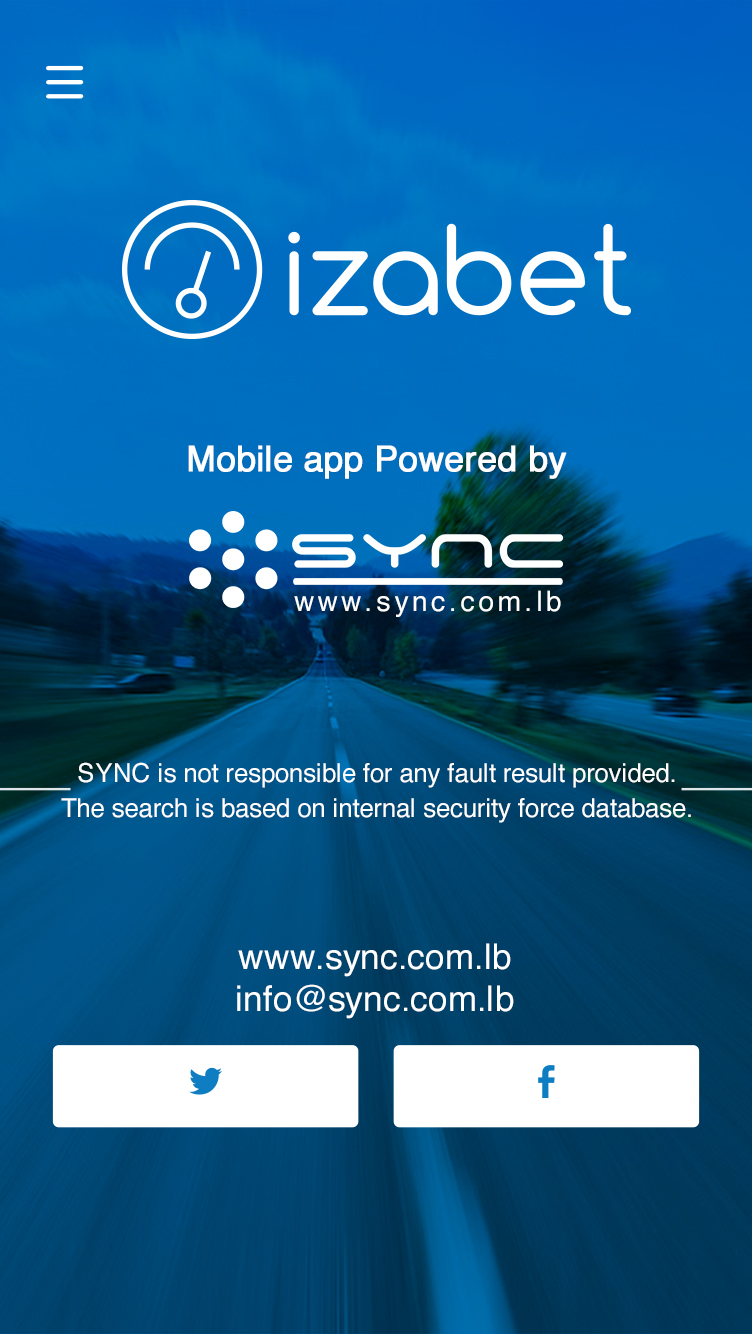 izabet
Mobile app Powered by
SYNC
www.sync.com.lb
SYNC is not responsible for any fault result provided.
The search is based on internal security force database.
www.sync.com.lb
info@sync.com.lb